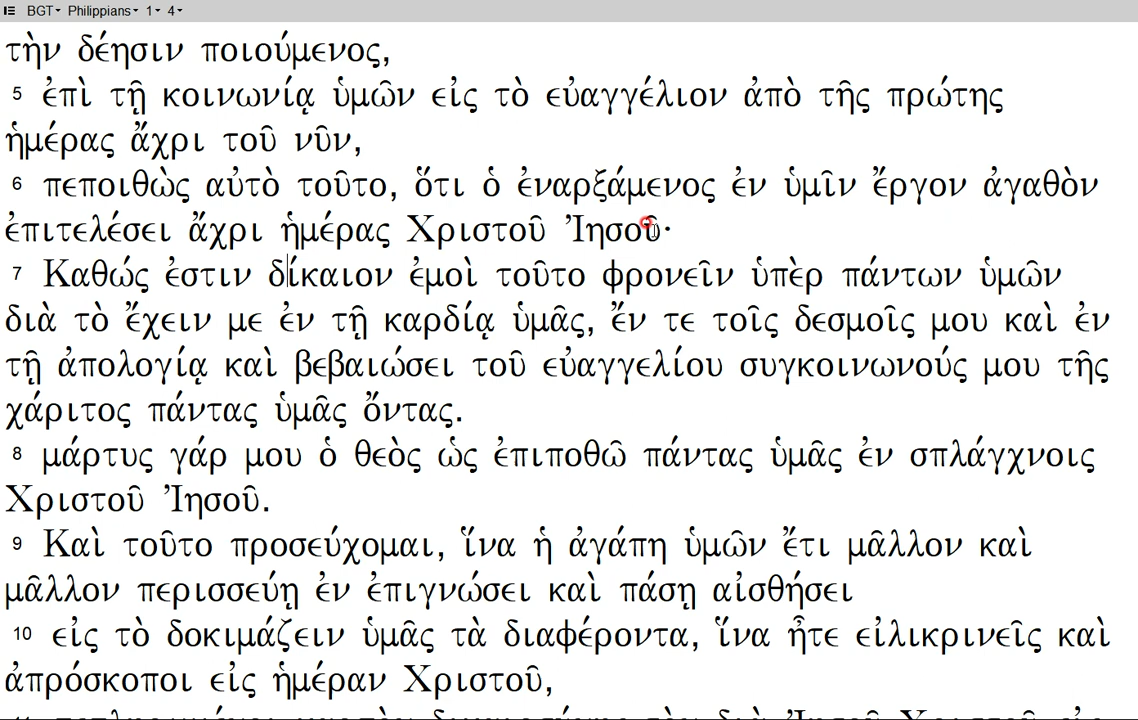 BGT Philippians 1 4
τὴν δέησιν ποιούμενος,
5 ἐπὶ τῇ κοινωνίᾳ ὑμῶν εἰς τὸ εὐαγγέλιον ἀπὸ τῆς πρώτης
ἡμέρας ἄχρι τοῦ νῦν,
6 πεποιθὼς αὐτὸ τοῦτο, ὅτι ὁ ἐναρξάμενος ἐν ὑμῖν ἔργον ἀγαθὸν
ἐπιτελέσει ἄχρι ἡμέρας Χριστοῦ Ἰησοῦ·
7 Καθώς ἐστιν δίκαιον ἐμοὶ τοῦτο φρονεῖν ὑπὲρ πάντων ὑμῶν
διὰ τὸ ἔχειν με ἐν τῇ καρδίᾳ ὑμᾶς, ἔν τε τοῖς δεσμοῖς μου καὶ ἐν
τῇ ἀπολογίᾳ καὶ βεβαιώσει τοῦ εὐαγγελίου συγκοινωνούς μου τῆς
χάριτος πάντας ὑμᾶς ὄντας.
8 μάρτυς γάρ μου ὁ θεὸς ὡς ἐπιποθῶ πάντας ὑμᾶς ἐν σπλάγχνοις
Χριστοῦ Ἰησοῦ.
9 Καὶ τοῦτο προσεύχομαι, ἵνα ἡ ἀγάπη ὑμῶν ἔτι μᾶλλον καὶ
μᾶλλον περισσεύῃ ἐν ἐπιγνώσει καὶ πάσῃ αἰσθήσει
10 εἰς τὸ δοκιμάζειν ὑμᾶς τὰ διαφέροντα, ἵνα ἦτε εἰλικρινεῖς καὶ
ἀπρόσκοποι εἰς ἡμέραν Χριστοῦ,